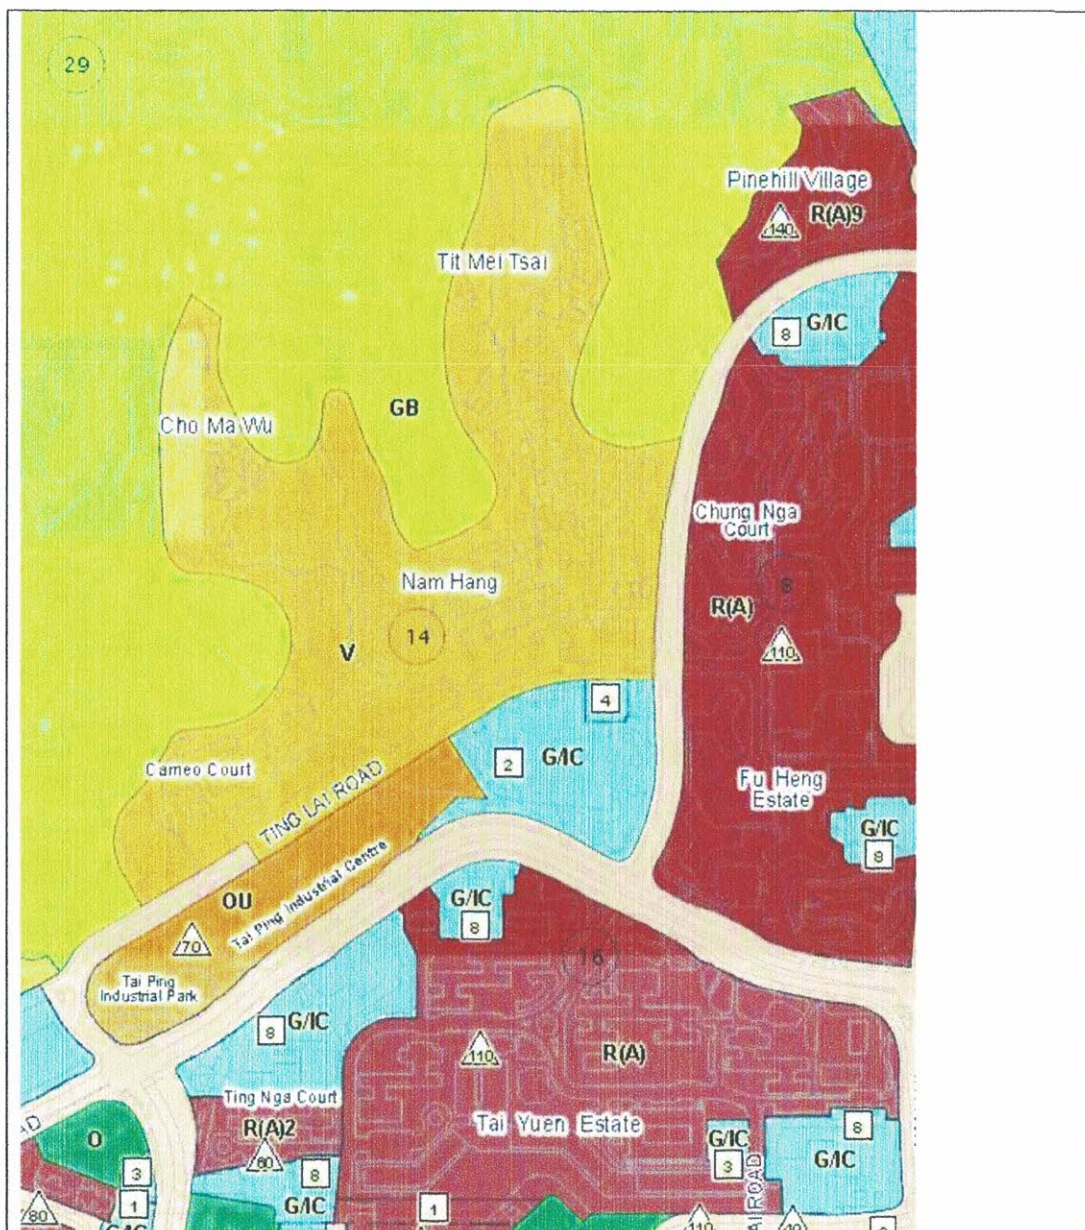 29
Pinehill Village
R(A)9
140
Tit Mei Tsai
G/IC
8
GB
Cho Ma Wu
Chung Nga
Court
Nam Hang
8
R(A)
14
110
V
4
2
G/IC
Cameo Court
TING LAI ROAD
Fu Heng
Estate
G/IC
8
Tai Ping Industrial Centre
OU
70
G/IC
8
16
Tai Ping
Industrial Park
G/IC
8
110
R(A)
Ting Nga Court
R(A)2
Tai Yuen Estate
O
8
G/IC
3
G/IC
8
3
1
G/IC
1
80
110
ROAD